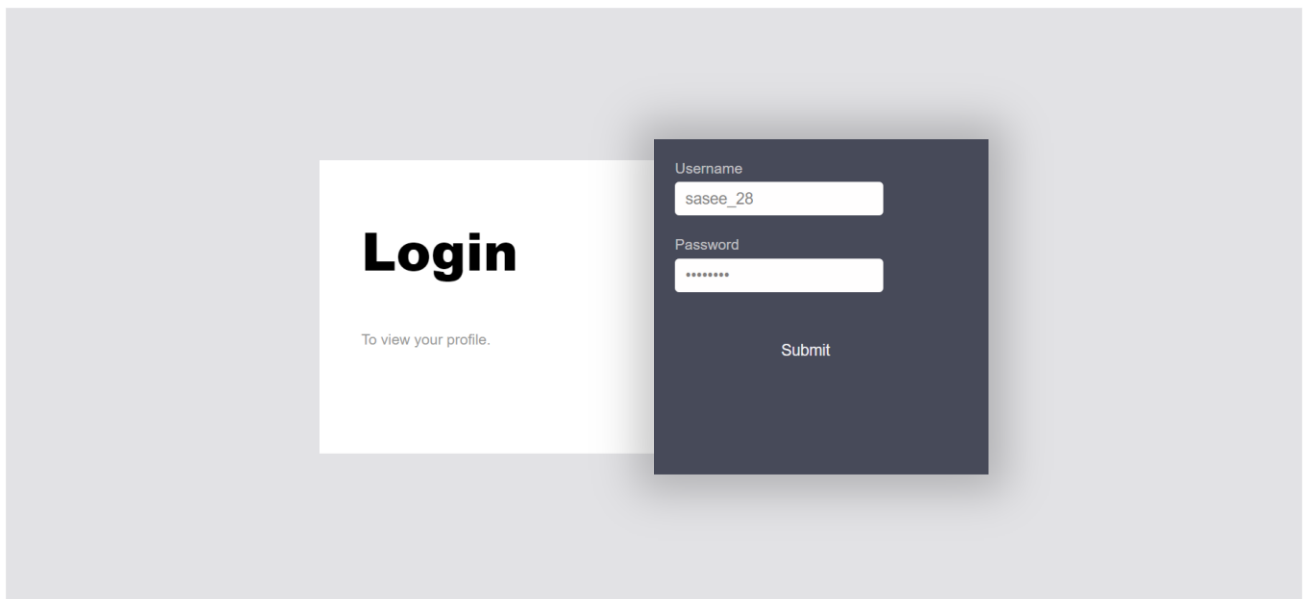 Login
To view your profile.
Username
sasee_28
Password
••••••••
Submit